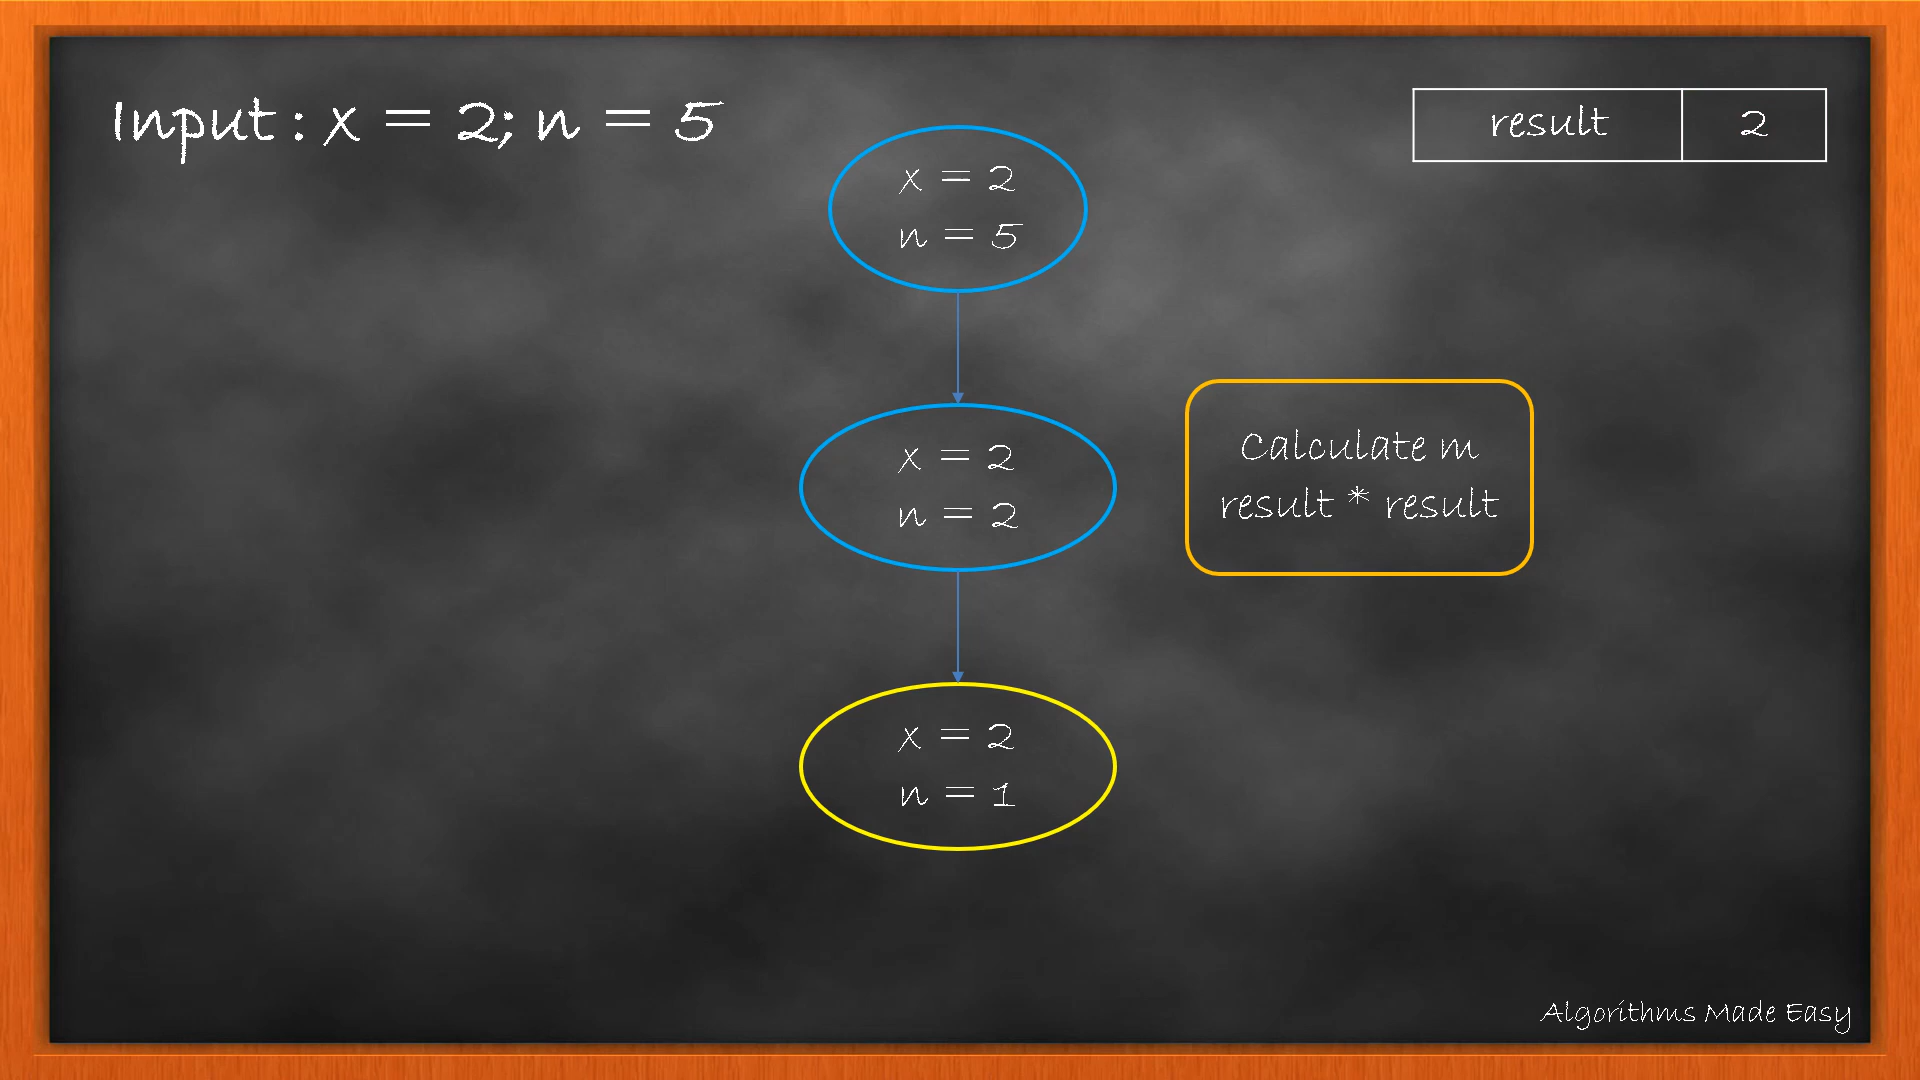 Input : x = 2; n = 5
result 2
x = 2
n = 5
x = 2
n = 2
Calculate m
result * result
x = 2
n = 1
Algorithms Made Easy